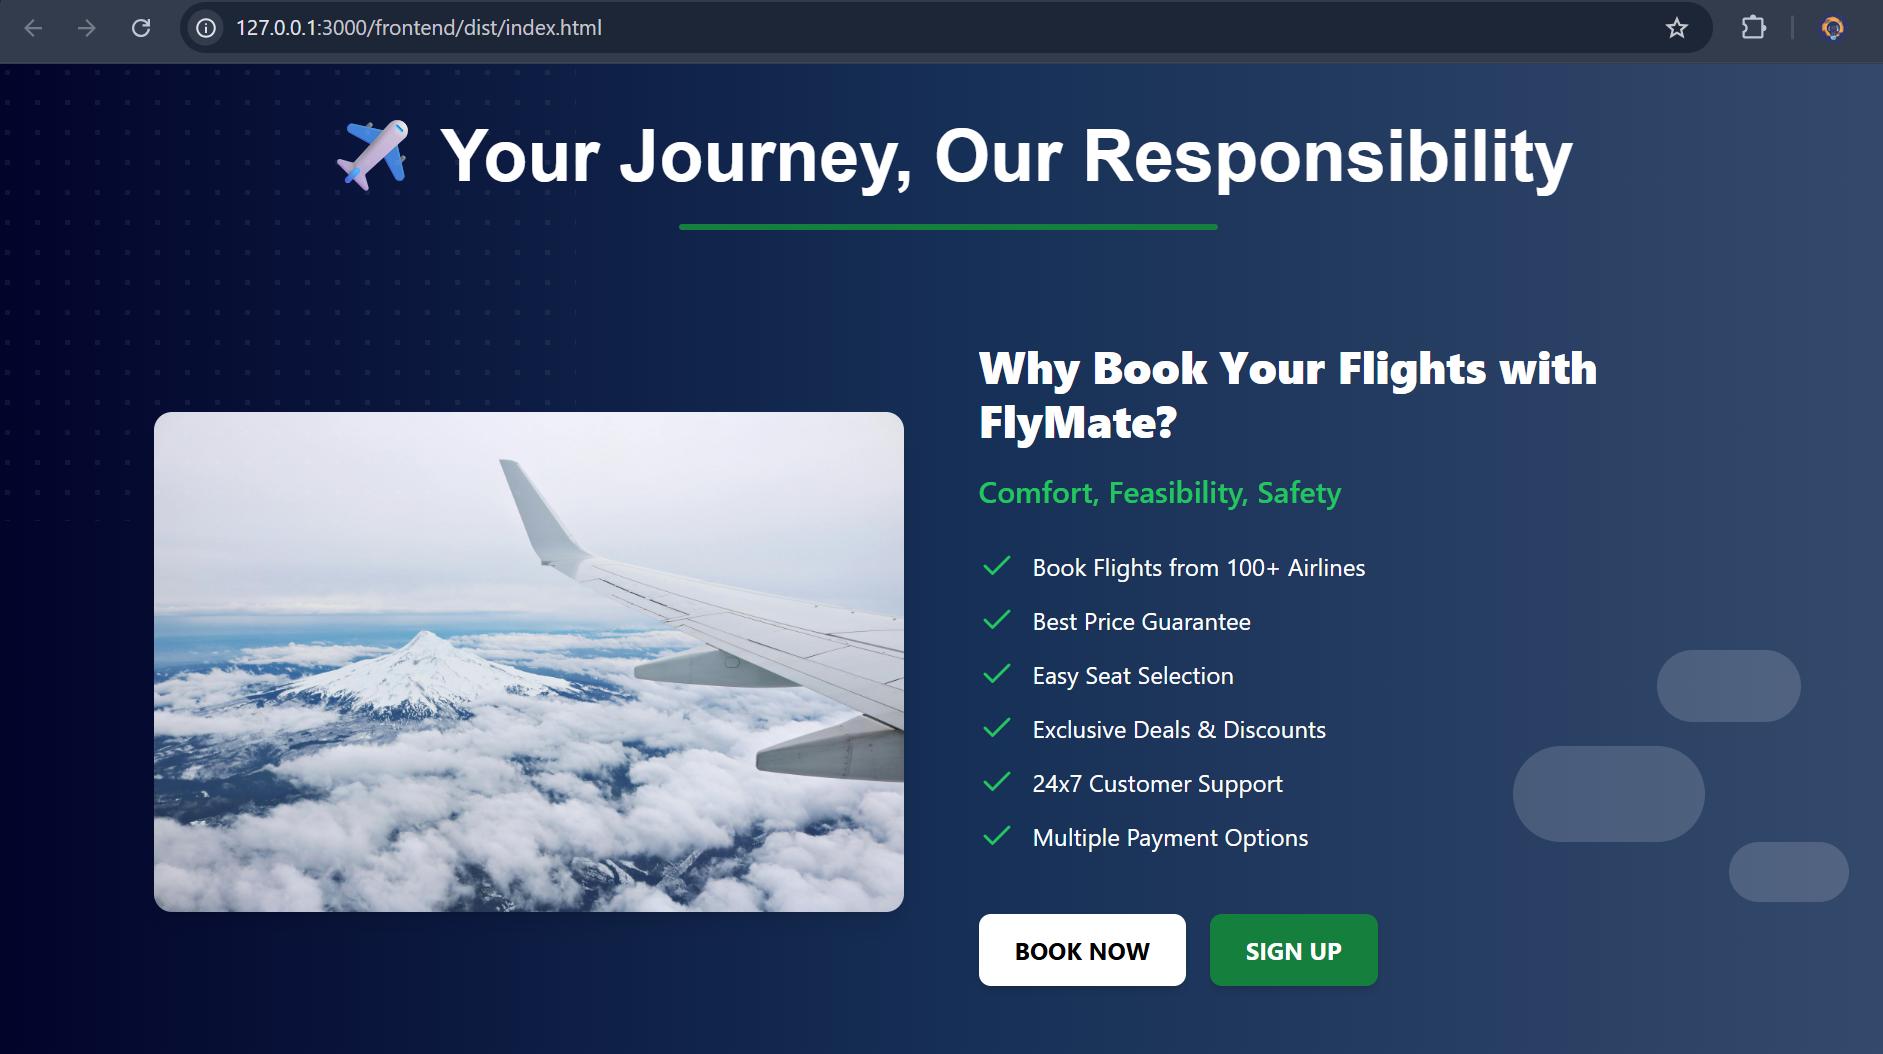 127.0.0.1:3000/frontend/dist/index.html
Your Journey, Our Responsibility
Why Book Your Flights with
FlyMate?
Comfort, Feasibility, Safety
Book Flights from 100+ Airlines
Best Price Guarantee
Easy Seat Selection
Exclusive Deals & Discounts
24x7 Customer Support
Multiple Payment Options
BOOK NOW
SIGN UP